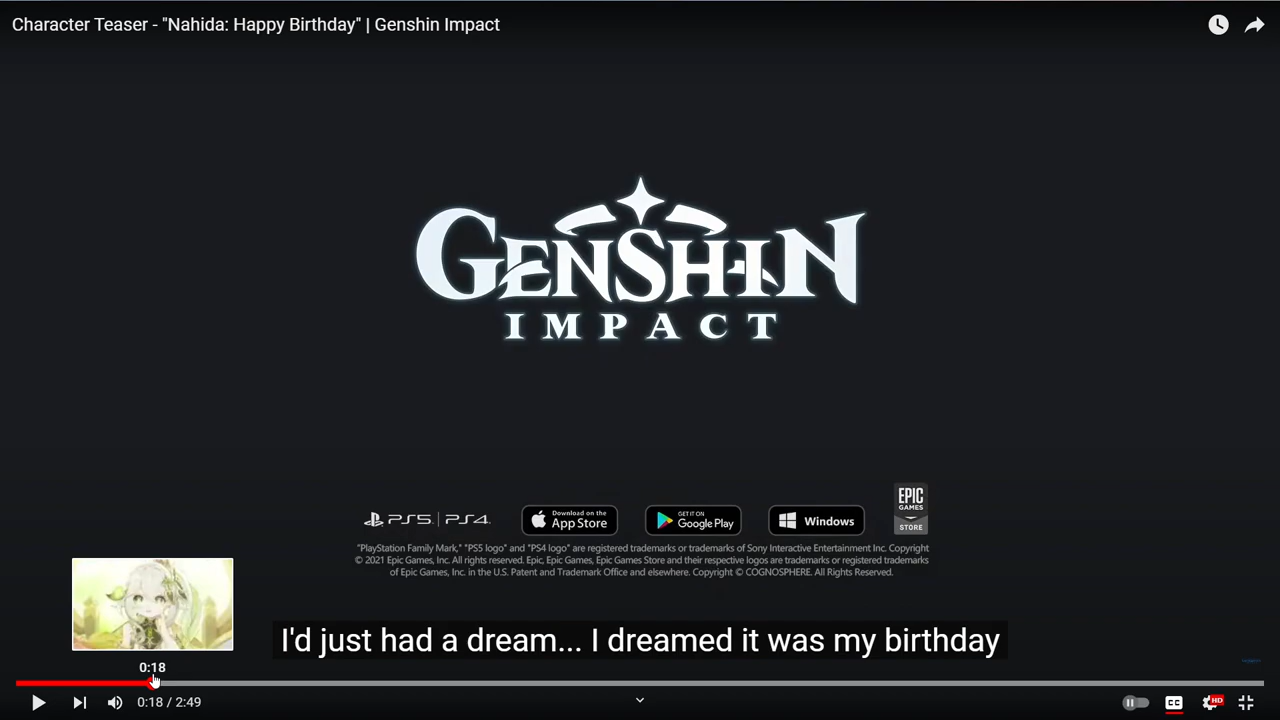 Character Teaser - "Nahida: Happy Birthday" | Genshin Impact
GENSHIN
IMPACT
PS5 | PS4
Download on the
App Store
GET IT ON
Google Play
Windows
EPIC
GAMES
STORE
"PlayStation Family Mark," "PS5 logo" and "PS4 logo" are registered trademarks or trademarks of Sony Interactive Entertainment Inc. Copyright
© 2021 Epic Games, Inc. All rights reserved. Epic, Epic Games, Epic Games Store and their respective logos are trademarks or registered trademarks
of Epic Games, Inc. in the U.S. Patent and Trademark Office and elsewhere. Copyright © COGNOSPHERE. All Rights Reserved.
I'd just had a dream... I dreamed it was my birthday
0:18
0:18 / 2:49
CC
HD